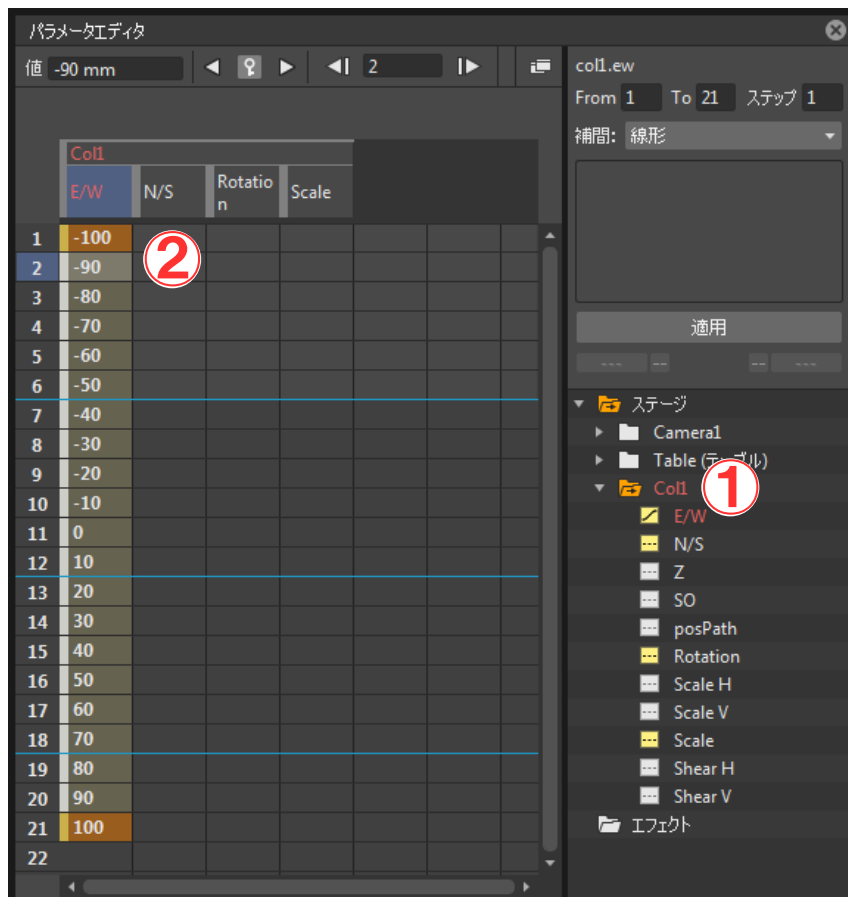 パラメータエディタ
値 -90 mm 2
col1.ew
From 1 To 21 ステップ 1
補間: 線形
Col1
E/W N/S Rotatio
n Scale
1 -100
2 -90
3 -80
4 -70
5 -60
6 -50
7 -40
8 -30
9 -20
10 -10
11 0
12 10
13 20
14 30
15 40
16 50
17 60
18 70
19 80
20 90
21 100
22
②
適用
--- -- -- ---
ステージ
Camera1
Table (テーブル)
Col1 ①
E/W
N/S
Z
SO
posPath
Rotation
Scale H
Scale V
Scale
Shear H
Shear V
エフェクト